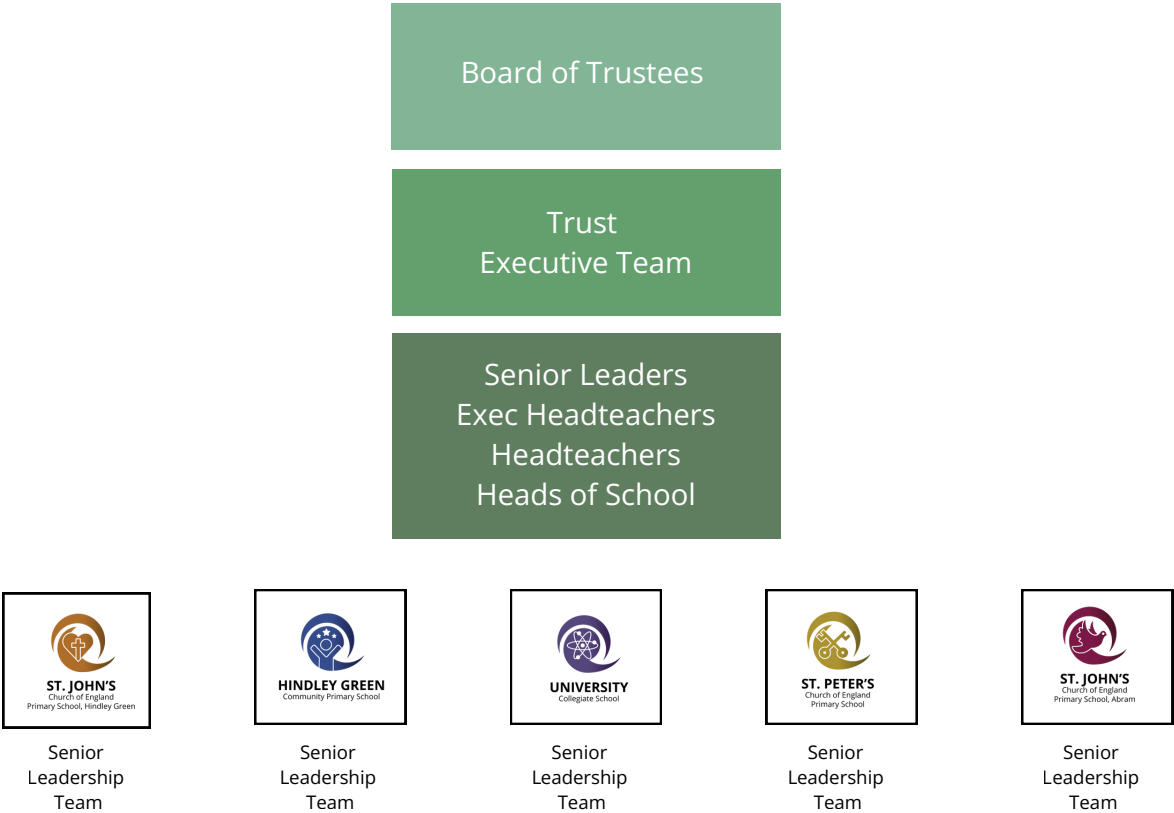 Board of Trustees
Trust
Executive Team
Senior Leaders
Exec Headteachers
Headteachers
Heads of School
ST. JOHN'S
Church of England
Primary School, Hindley Green
Senior
Leadership
Team
HINDLEY GREEN
Community Primary School
Senior
Leadership
Team
UNIVERSITY
Collegiate School
Senior
Leadership
Team
ST. PETER'S
Church of England
Primary School
Senior
Leadership
Team
ST. JOHN'S
Church of England
Primary School, Abram
Senior
Leadership
Team